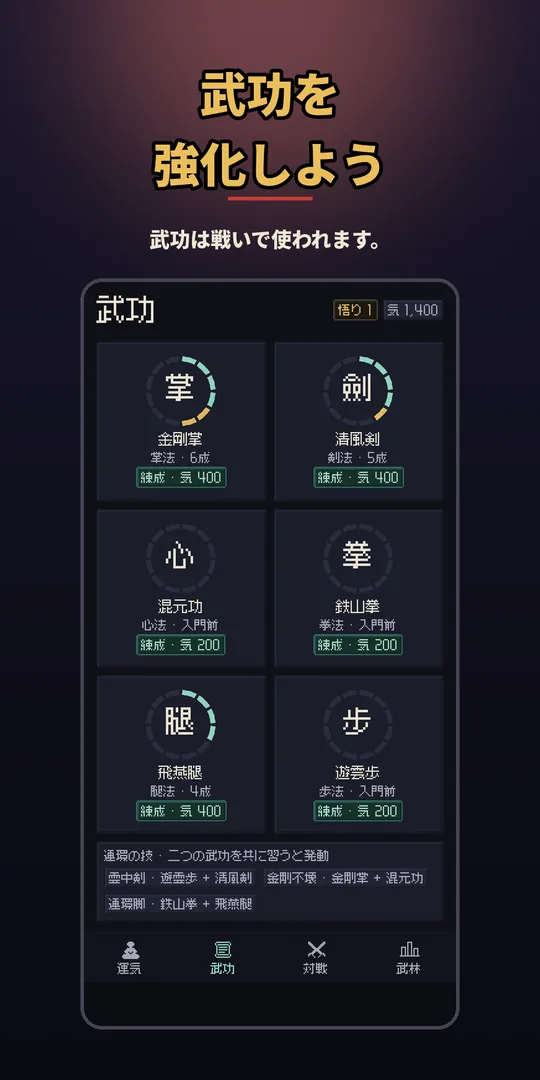 武功を
強化しよう
武功は戦いで使われます。
武功
悟り 1 気 1,400
掌
金剛掌
掌法 · 6成
錬成 · 気 400
劍
清風剣
剣法 · 5成
錬成 · 気 400
心
混元功
心法 · 入門前
錬成 · 気 200
拳
鉄山拳
拳法 · 入門前
錬成 · 気 200
腿
飛燕腿
腿法 · 4成
錬成 · 気 400
步
遊雲歩
歩法 · 入門前
錬成 · 気 200
連環の技 · 二つの武功を共に習うと発動
雲中剣 · 遊雲歩 + 清風剣 金剛不壊 · 金剛掌 + 混元功
連環脚 · 鉄山拳 + 飛燕腿
運気 武功 対戦 武林